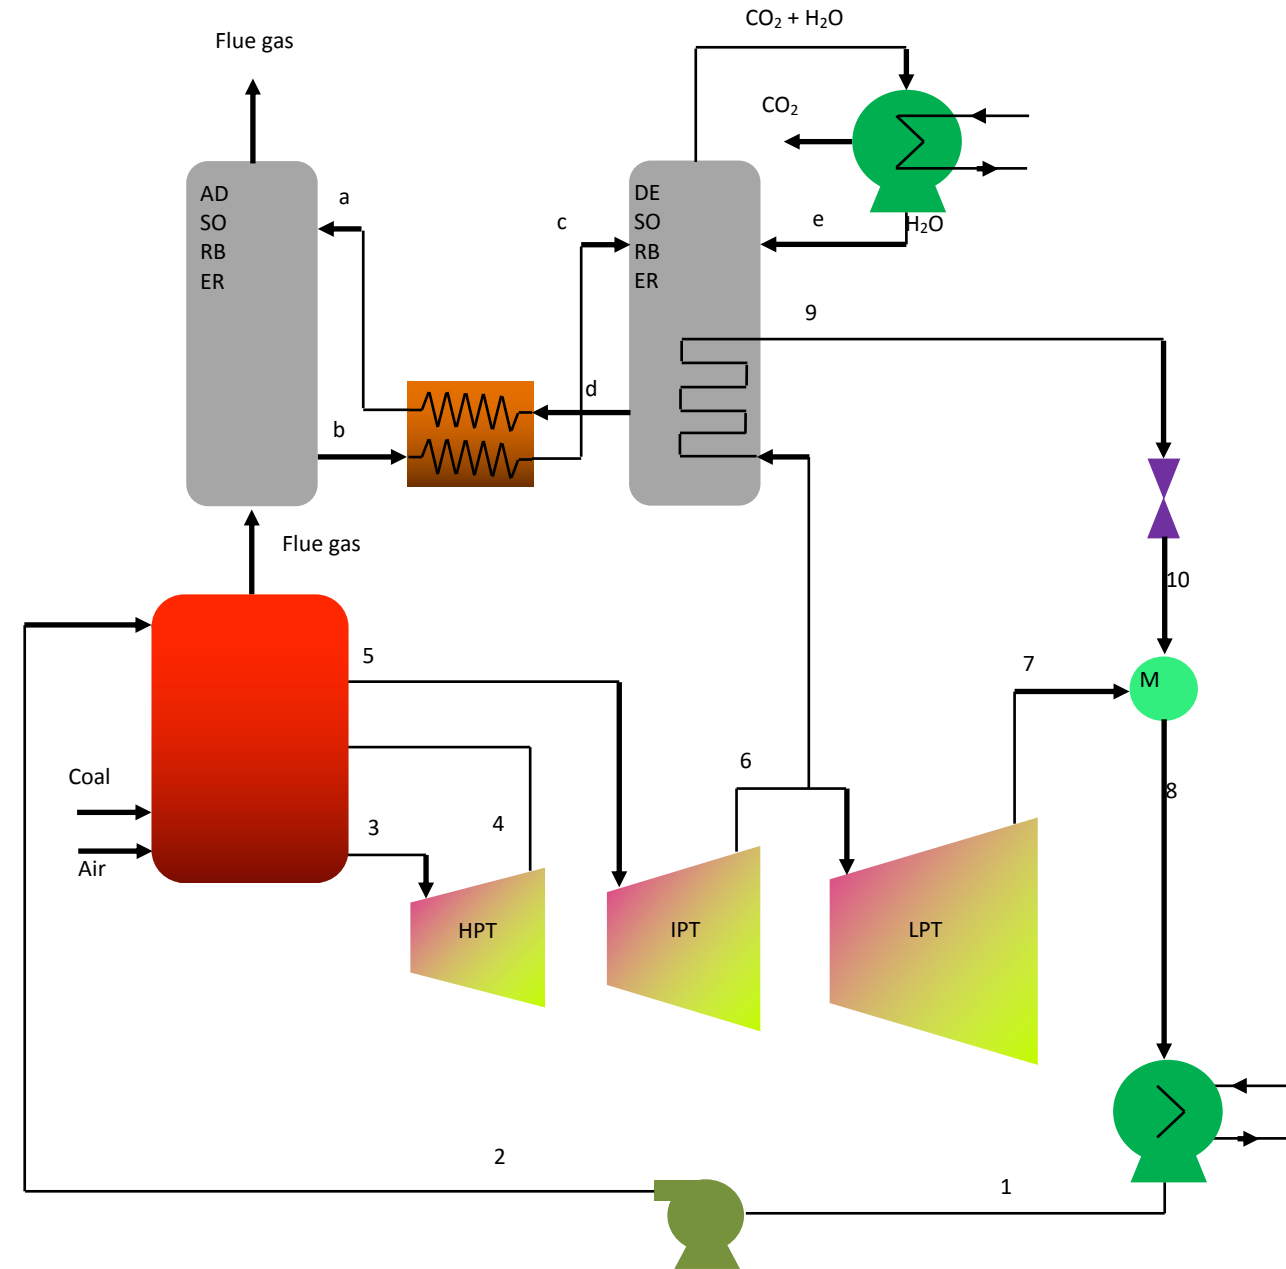 CO₂ + H₂O
Flue gas
CO₂
AD
SO
RB
ER
a
DE
SO
RB
ER
c
e
H₂O
9
d
b
Flue gas
10
5
7
M
6
Coal
8
3
4
Air
HPT
IPT
LPT
2
1